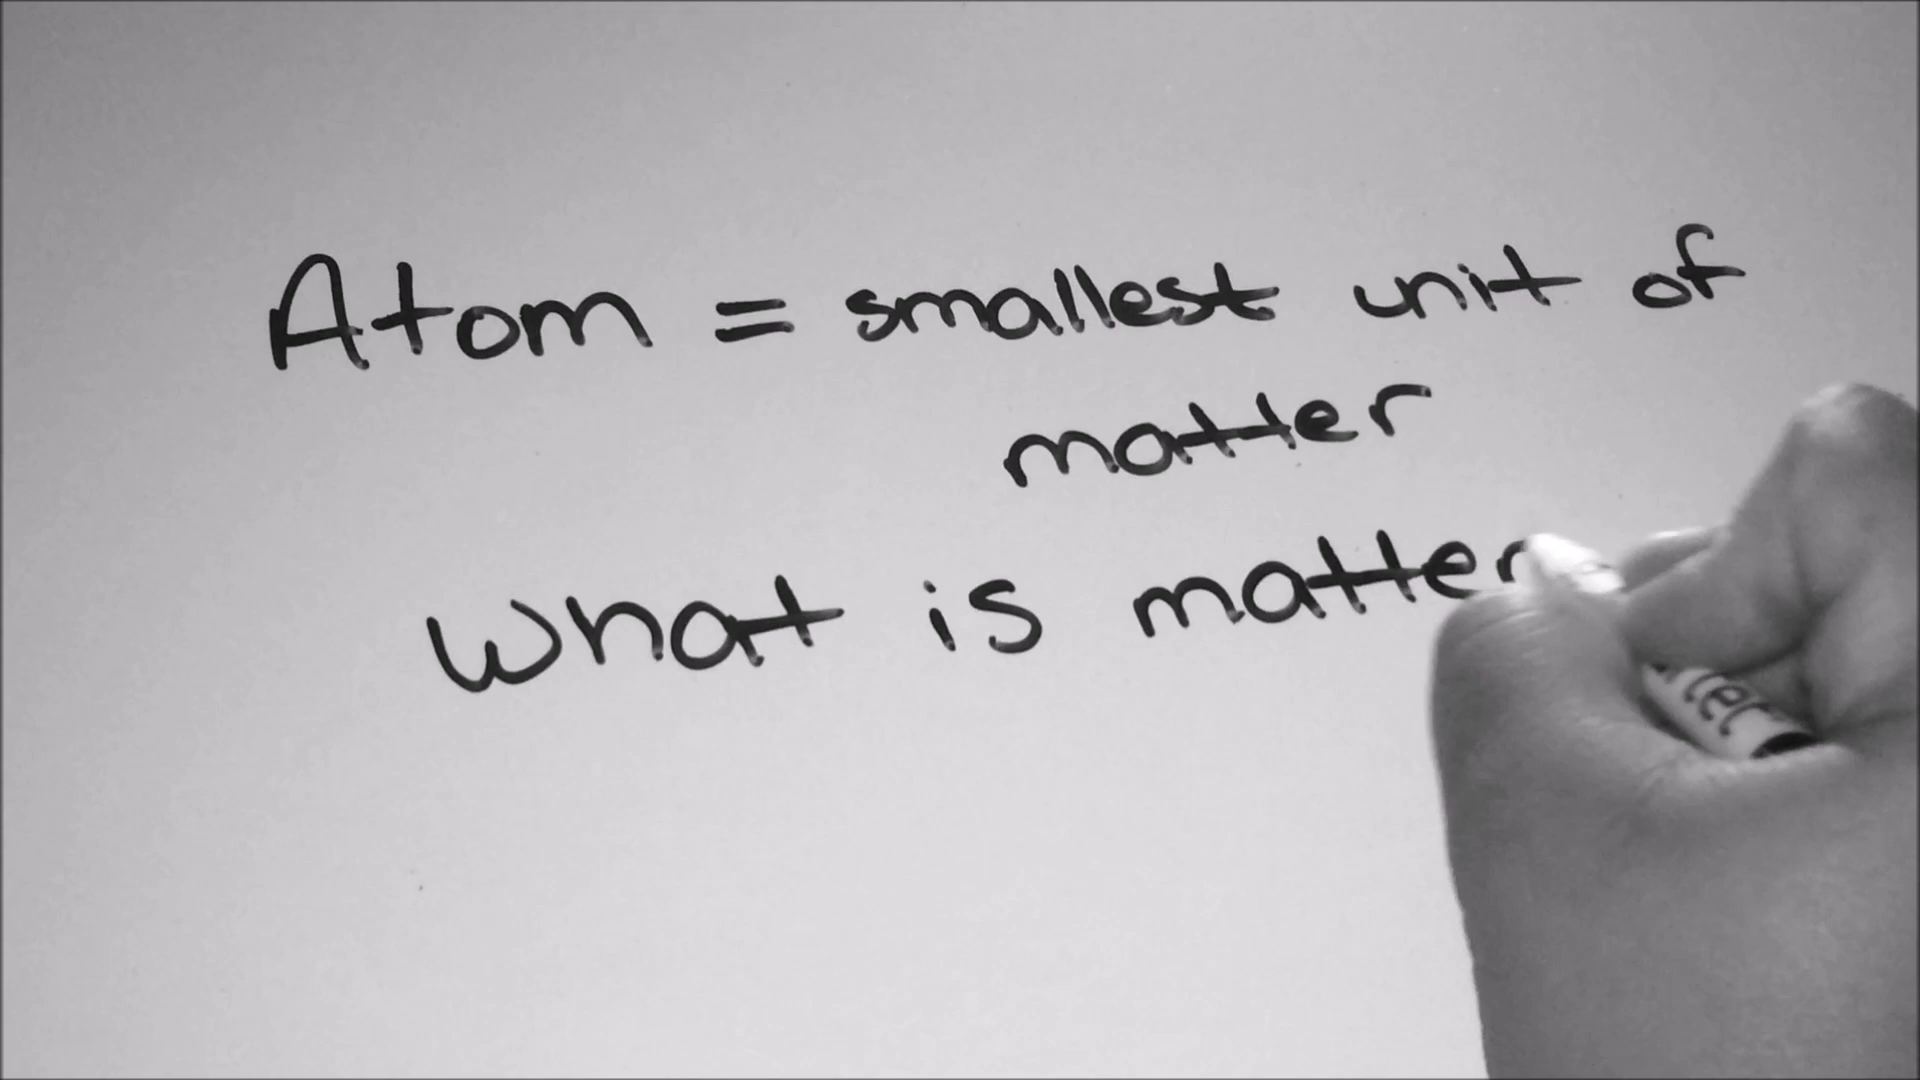 Atom = smallest unit of
matter
What is matter